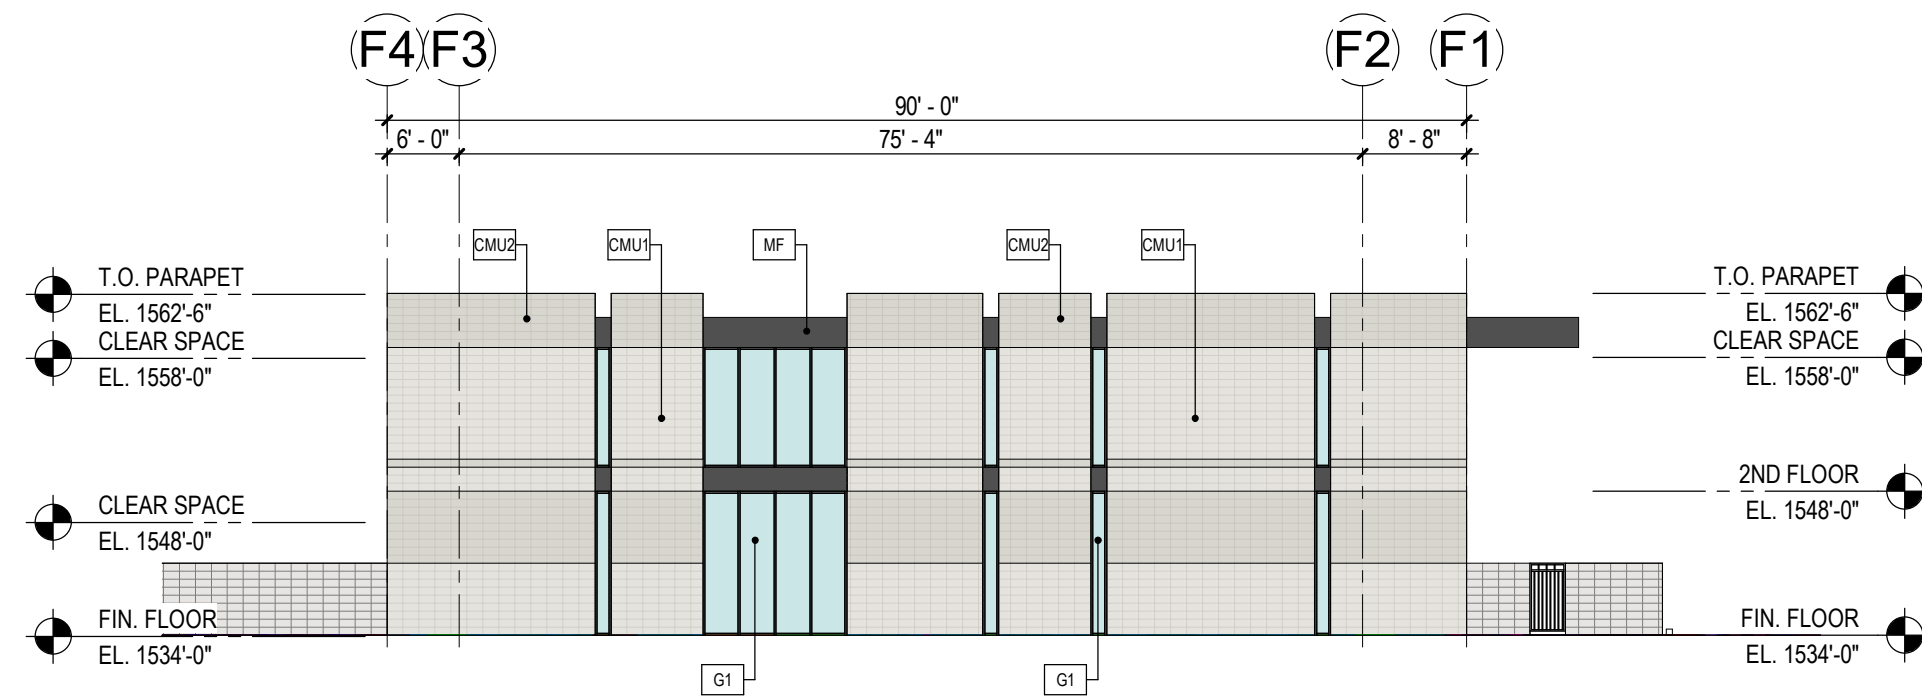 F4 F3 F2 F1
90' - 0"
6' - 0" 75' - 4" 8' - 8"
CMU2 CMU1 MF CMU2 CMU1
T.O. PARAPET T.O. PARAPET
EL. 1562'-6" EL. 1562'-6"
CLEAR SPACE CLEAR SPACE
EL. 1558'-0" EL. 1558'-0"
2ND FLOOR
CLEAR SPACE EL. 1548'-0"
EL. 1548'-0"
FIN. FLOOR FIN. FLOOR
EL. 1534'-0" EL. 1534'-0"
G1 G1